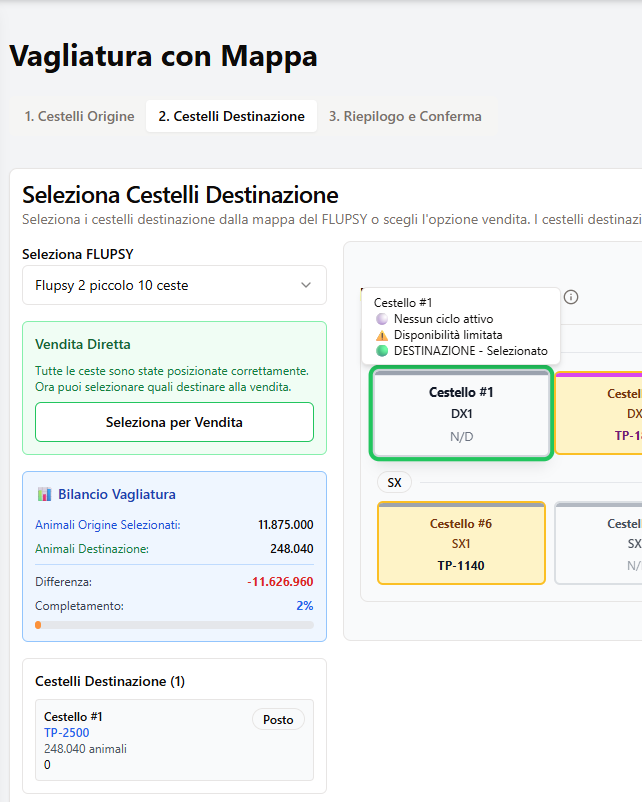 Vagliatura con Mappa
1. Cestelli Origine
2. Cestelli Destinazione
3. Riepilogo e Conferma
Seleziona Cestelli Destinazione
Seleziona i cestelli destinazione dalla mappa del FLUPSY o scegli l'opzione vendita. I cestelli destinazi
Seleziona FLUPSY
Flupsy 2 piccolo 10 ceste
Vendita Diretta
Tutte le ceste sono state posizionate correttamente.
Ora puoi selezionare quali destinare alla vendita.
Seleziona per Vendita
Bilancio Vagliatura
Animali Origine Selezionati: 11.875.000
Animali Destinazione: 248.040
Differenza: -11.626.960
Completamento: 2%
Cestelli Destinazione (1)
Cestello #1
Posto
TP-2500
248.040 animali
0
Cestello #1
Nessun ciclo attivo
Disponibilità limitata
DESTINAZIONE - Selezionato
Cestello #1
DX1
N/D
Cestel
DX
TP-1
SX
Cestello #6
SX1
TP-1140
Cestel
SX
N/